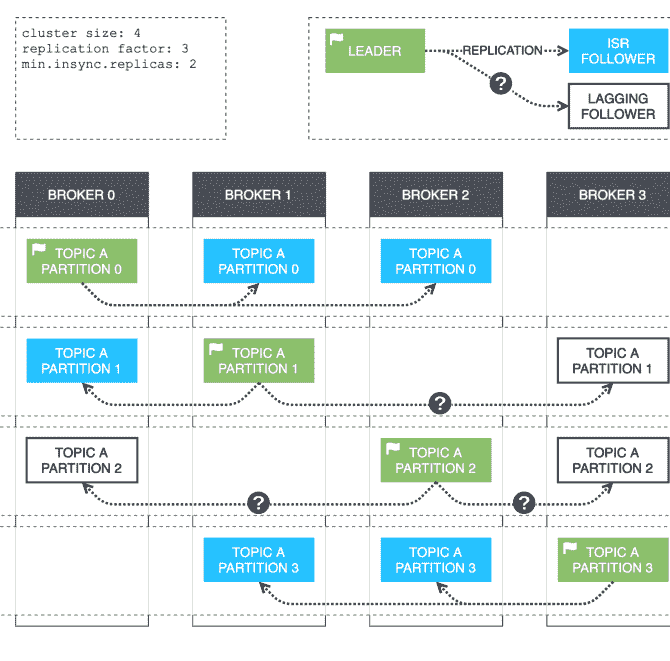 cluster size: 4
replication factor: 3
min.insync.replicas: 2
LEADER
REPLICATION
ISR
FOLLOWER
?
LAGGING
FOLLOWER
BROKER 0
BROKER 1
BROKER 2
BROKER 3
TOPIC A
PARTITION 0
TOPIC A
PARTITION 0
TOPIC A
PARTITION 0
TOPIC A
PARTITION 1
TOPIC A
PARTITION 1
TOPIC A
PARTITION 1
?
TOPIC A
PARTITION 2
TOPIC A
PARTITION 2
TOPIC A
PARTITION 2
?
?
TOPIC A
PARTITION 3
TOPIC A
PARTITION 3
TOPIC A
PARTITION 3